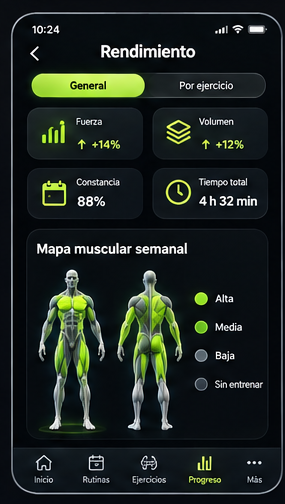 10:24
Rendimiento
General
Por ejercicio
Fuerza
↑ +14%
Volumen
↑ +12%
Constancia
88%
Tiempo total
4 h 32 min
Mapa muscular semanal
Alta
Media
Baja
Sin entrenar
Inicio
Rutinas
Ejercicios
Progreso
Más